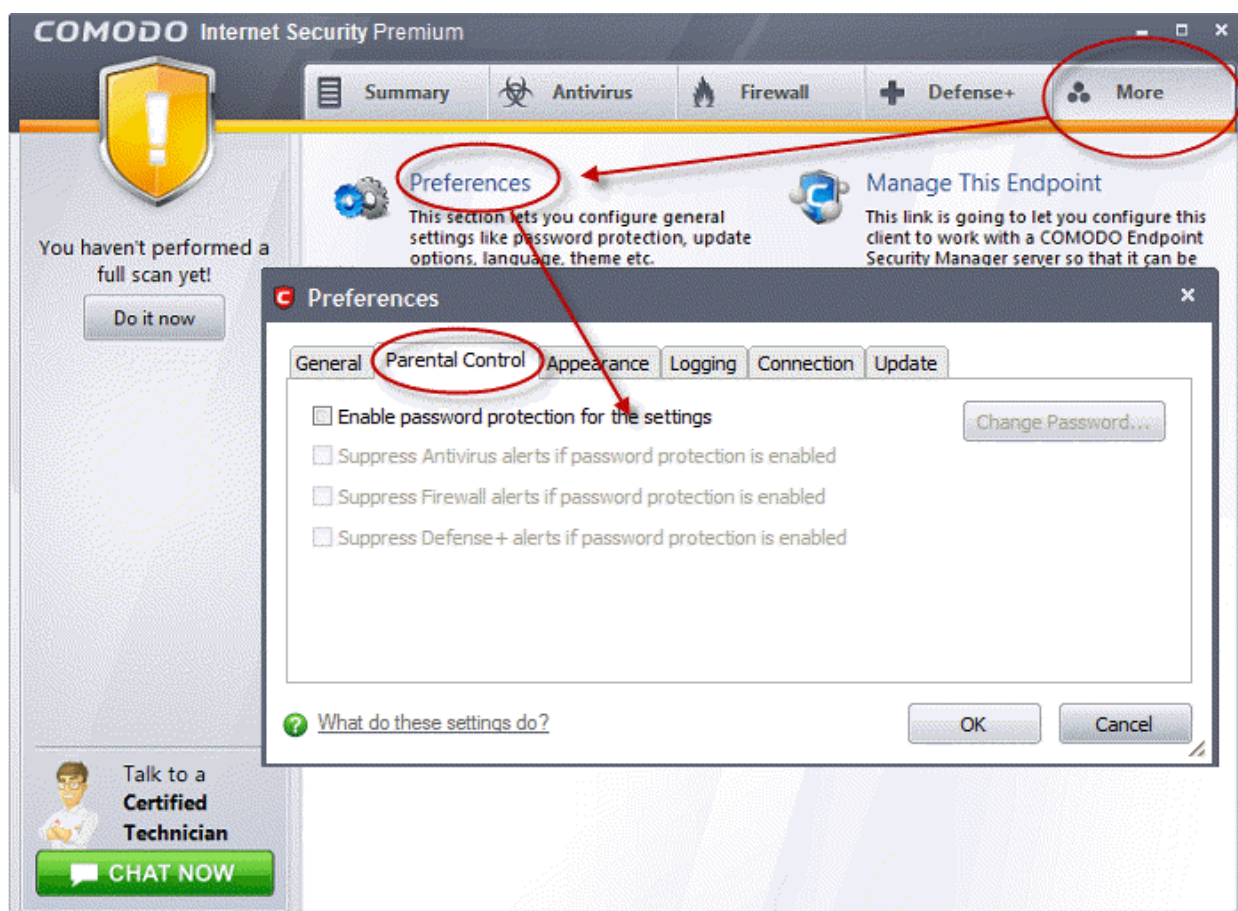 COMODO Internet Security Premium
Summary
Antivirus
Firewall
Defense+
More
You haven't performed a
full scan yet!
Do it now
Preferences
This section lets you configure general
settings like password protection, update
options, language, theme etc.
Manage This Endpoint
This link is going to let you configure this
client to work with a COMODO Endpoint
Security Manager server so that it can be
Preferences
General
Parental Control
Appearance
Logging
Connection
Update
Enable password protection for the settings
Change Password...
Suppress Antivirus alerts if password protection is enabled
Suppress Firewall alerts if password protection is enabled
Suppress Defense+ alerts if password protection is enabled
What do these settings do?
OK
Cancel
Talk to a
Certified
Technician
CHAT NOW